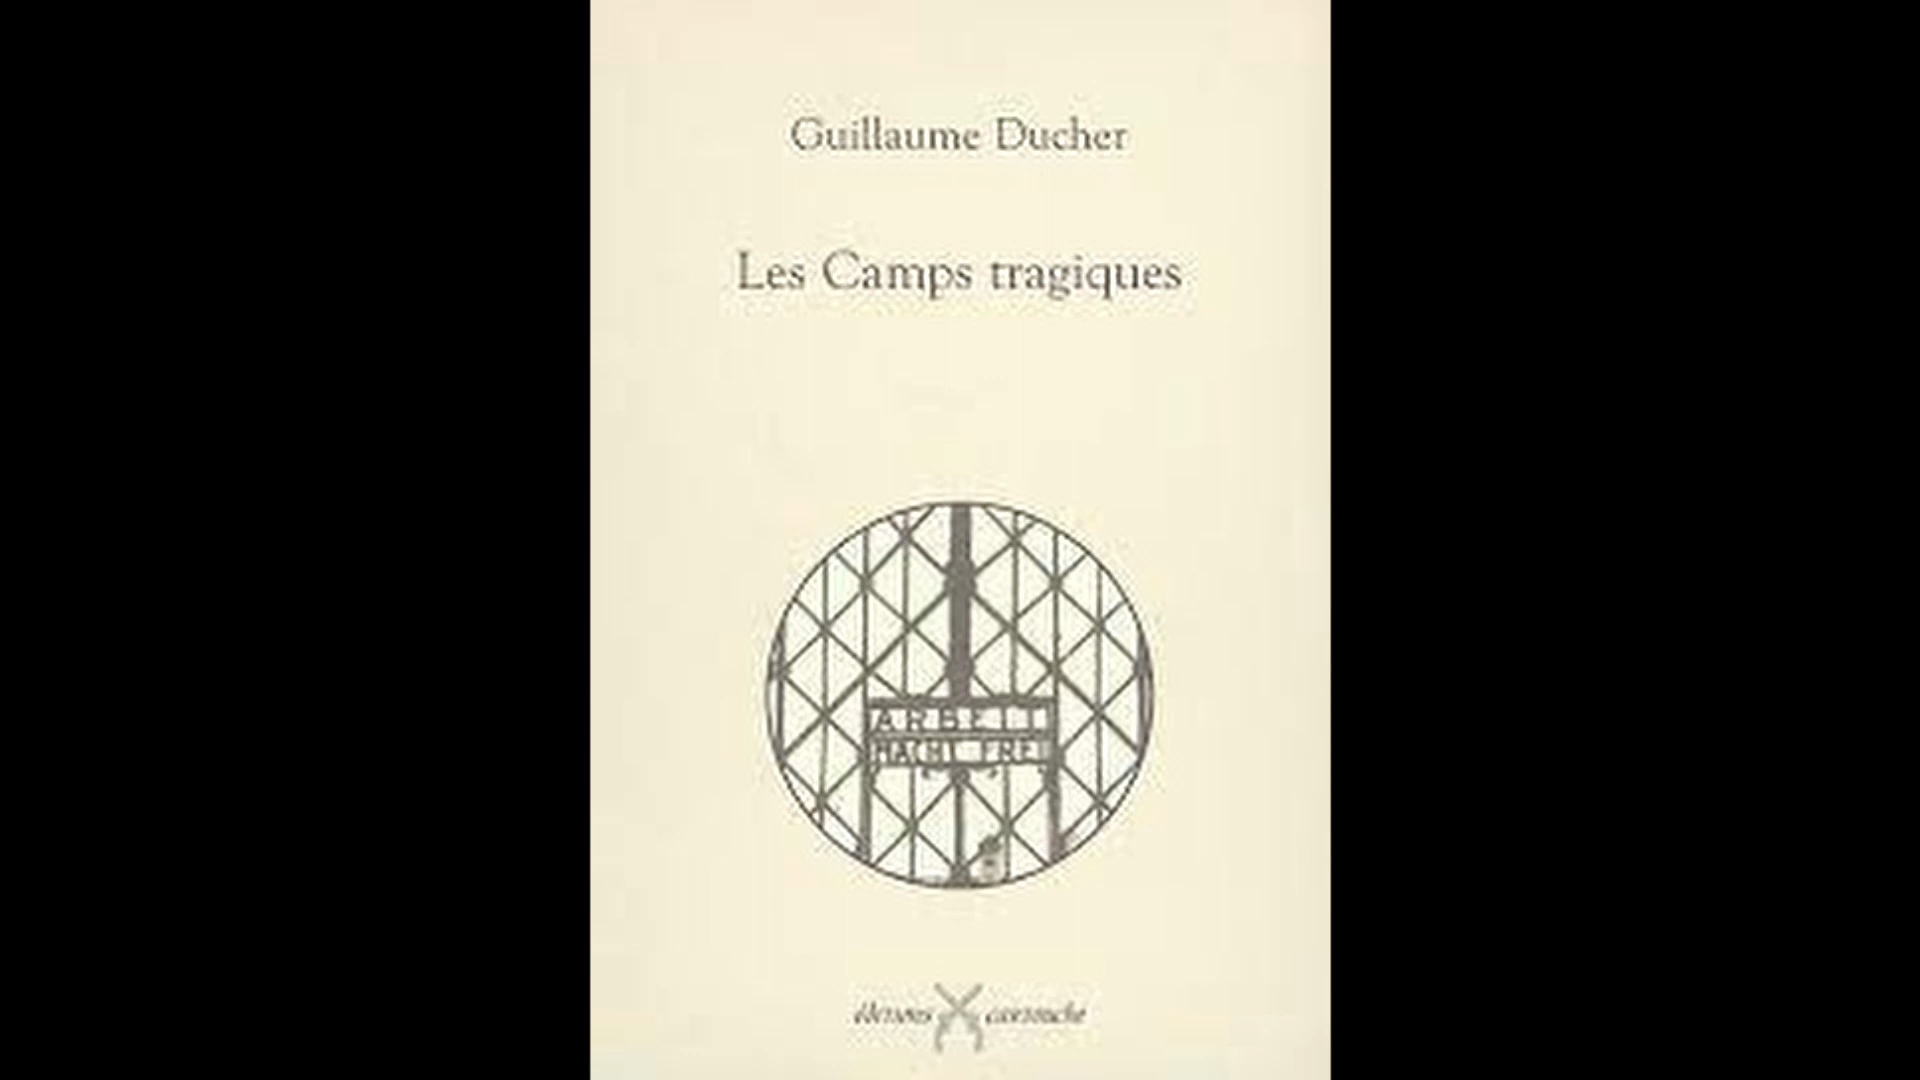 Guillaume Ducher
Les Camps tragiques
ARBEIT
MACHT FREI
éditions cartouche